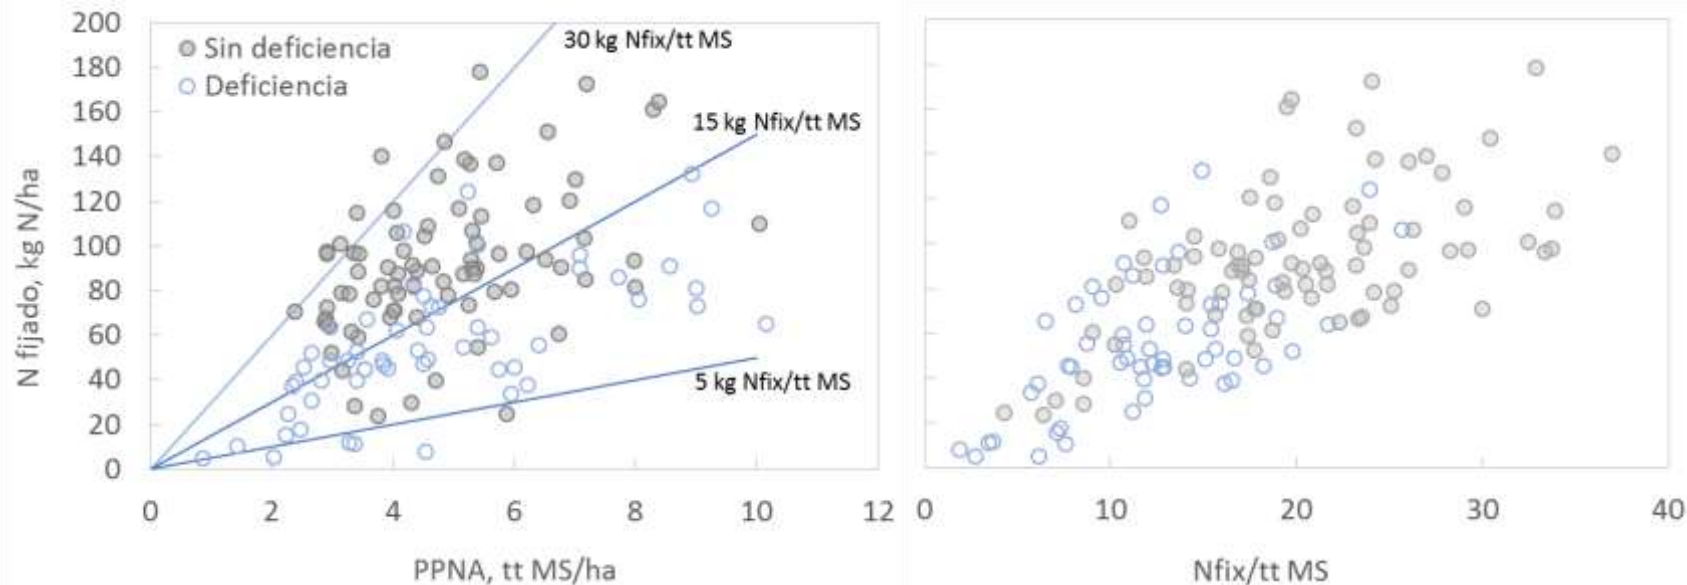 200
180
160
140
120
100
80
60
40
20
0
N fijado, kg N/ha
Sin deficiencia
Deficiencia
30 kg Nfix/tt MS
15 kg Nfix/tt MS
5 kg Nfix/tt MS
0 2 4 6 8 10 12
PPNA, tt MS/ha
0 10 20 30 40
Nfix/tt MS